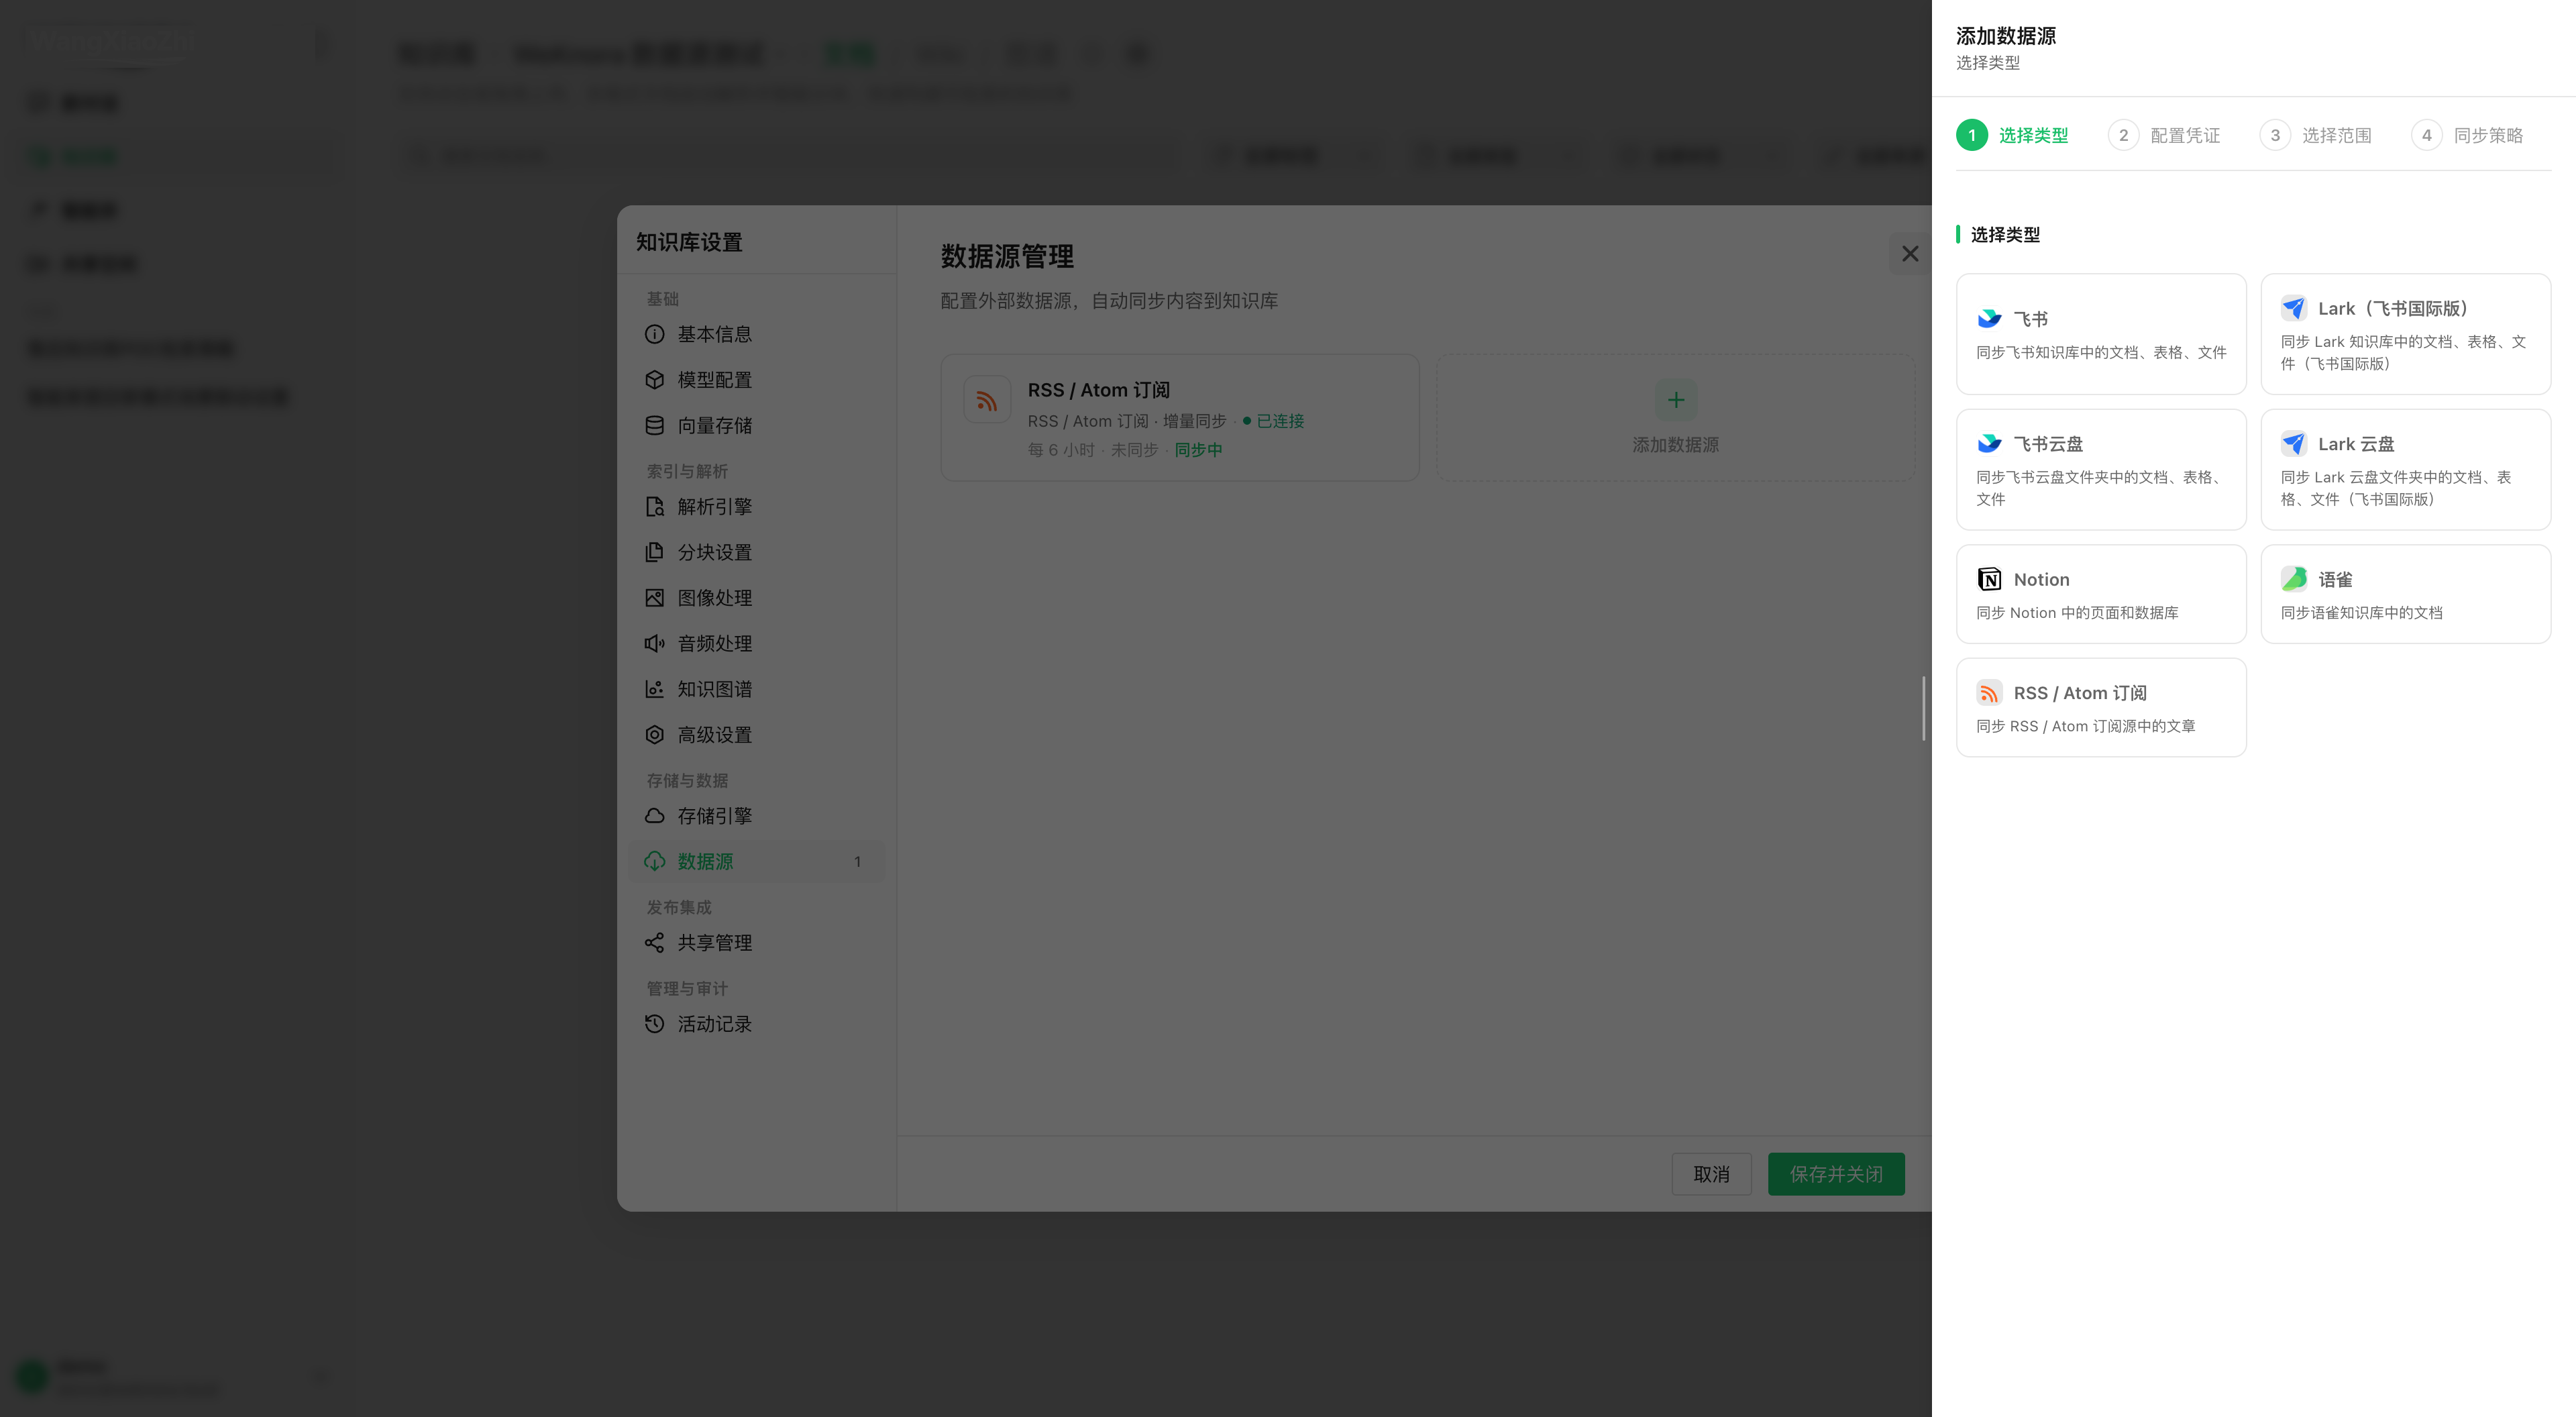 知识库设置
基础
基本信息
模型配置
向量存储
索引与解析
解析引擎
分块设置
图像处理
音频处理
知识图谱
高级设置
存储与数据
存储引擎
数据源 1
发布集成
共享管理
管理与审计
活动记录
数据源管理
配置外部数据源，自动同步内容到知识库
RSS / Atom 订阅
RSS / Atom 订阅 · 增量同步 · 已连接
每 6 小时 · 未同步 · 同步中
添加数据源
取消
保存并关闭
添加数据源
选择类型
1 选择类型 2 配置凭证 3 选择范围 4 同步策略
选择类型
飞书
同步飞书知识库中的文档、表格、文件
Lark（飞书国际版）
同步 Lark 知识库中的文档、表格、文
件（飞书国际版）
飞书云盘
同步飞书云盘文件夹中的文档、表格、
文件
Lark 云盘
同步 Lark 云盘文件夹中的文档、表
格、文件（飞书国际版）
Notion
同步 Notion 中的页面和数据库
语雀
同步语雀知识库中的文档
RSS / Atom 订阅
同步 RSS / Atom 订阅源中的文章